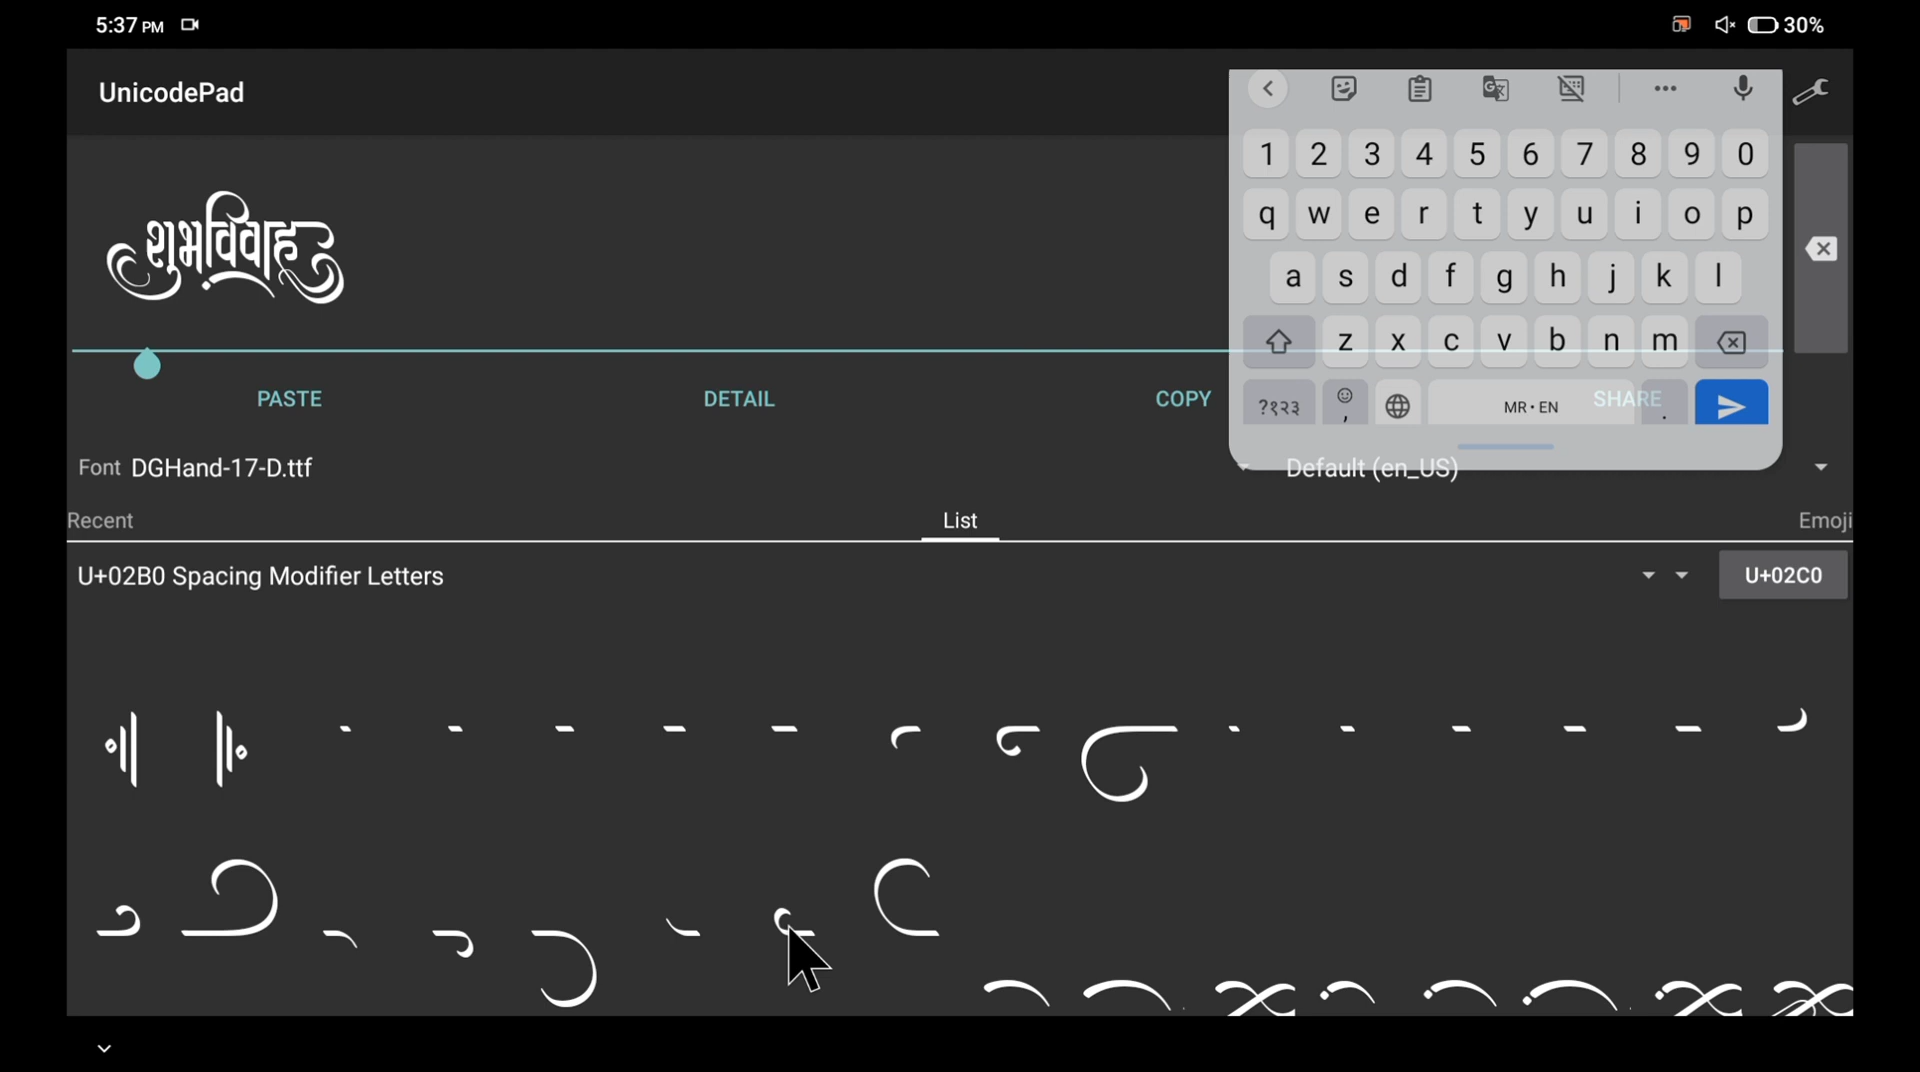 5:37 PM
30%
UnicodePad
शुभविवाह
1 2 3 4 5 6 7 8 9 0
q w e r t y u i o p
a s d f g h j k l
z x c v b n m
?१२३ , MR • EN .
PASTE DETAIL COPY SHARE
Font DGHand-17-D.ttf Default (en_US)
Recent List Emoji
U+02B0 Spacing Modifier Letters U+02C0